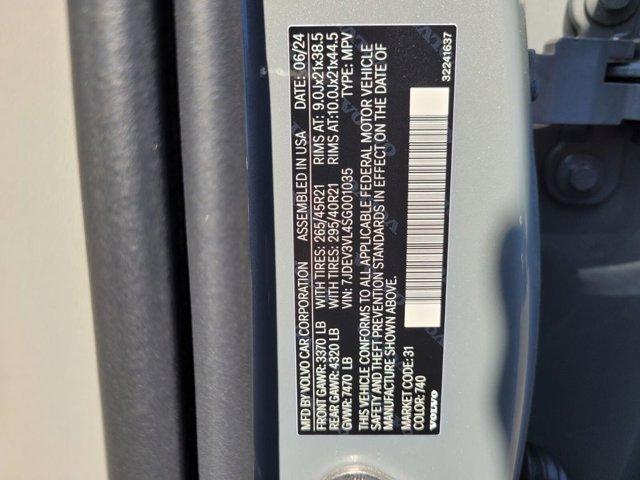 MFD BY VOLVO CAR CORPORATION ASSEMBLED IN USA DATE: 06/24
FRONT GAWR: 3370 LB WITH TIRES: 265/45R21 RIMS AT: 9.0Jx21x38.5
REAR GAWR: 4320 LB WITH TIRES: 295/40R21 RIMS AT: 10.0Jx21x44.5
GVWR: 7470 LB VIN: 7JDEV3VL4SG001035 TYPE: MPV
THIS VEHICLE CONFORMS TO ALL APPLICABLE FEDERAL MOTOR VEHICLE
SAFETY AND THEFT PREVENTION STANDARDS IN EFFECT ON THE DATE OF
MANUFACTURE SHOWN ABOVE.
MARKET CODE: 31
COLOR: 740
VOLVO
32241637